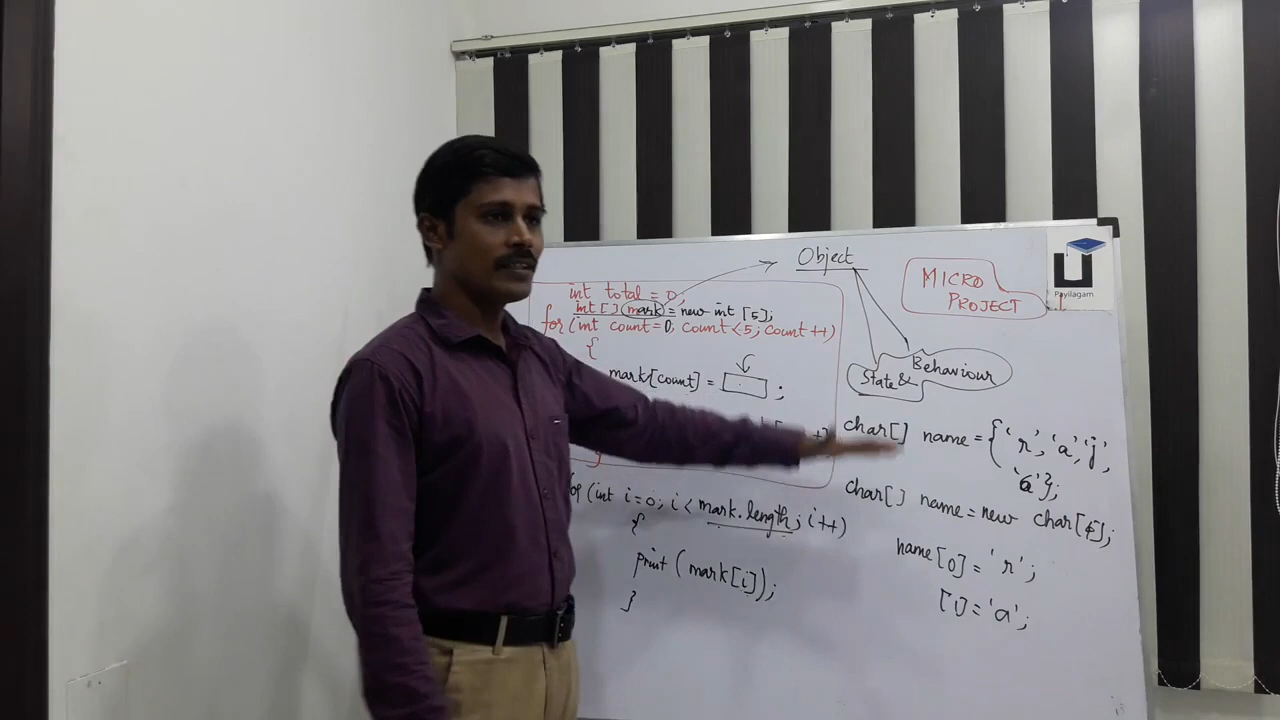 Object
MICRO
PROJECT
Payilagam
int total = 0;
int[] mark = new int [5];
for (int count=0; count<5; count++)
{
mark[count] = ;
}
Behaviour
State &
char[] name = {'r', 'a', 'j',
'a'};
char[] name = new char[4];
name[0] = 'r';
[1] = 'a';
for (int i=0; i < mark.length; i++)
{
print (mark[i]);
}